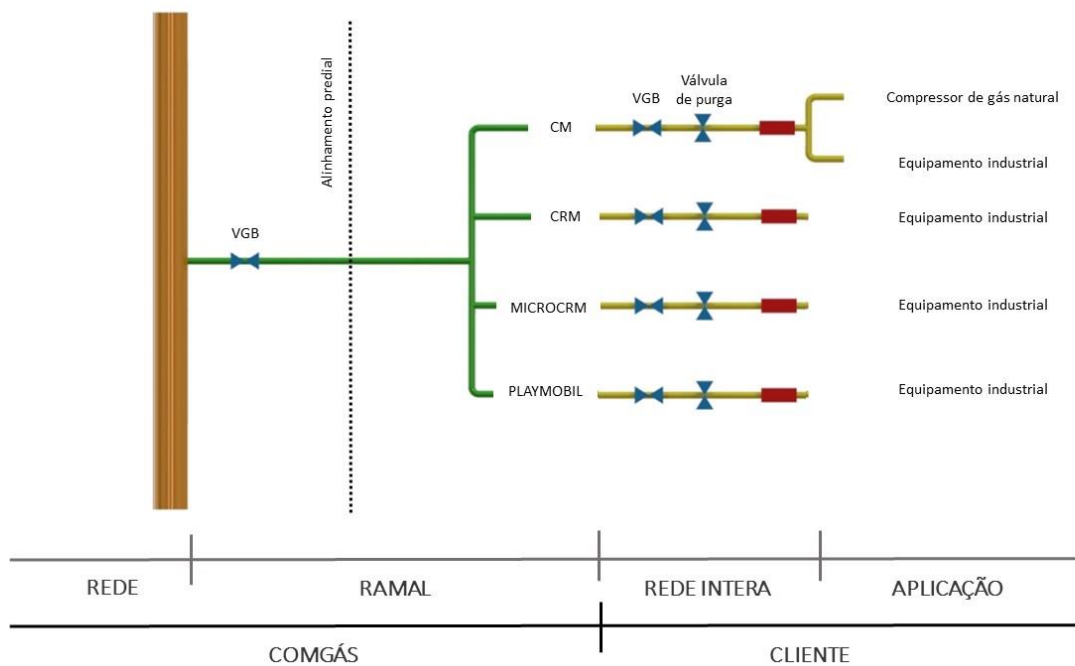 Alinhamento predial
VGB
CM
CRM
MICROCRM
PLAYMOBIL
VGB
Válvula
de purga
Compressor de gás natural
Equipamento industrial
Equipamento industrial
Equipamento industrial
Equipamento industrial
REDE
RAMAL
REDE INTERA
APLICAÇÃO
COMGÁS
CLIENTE